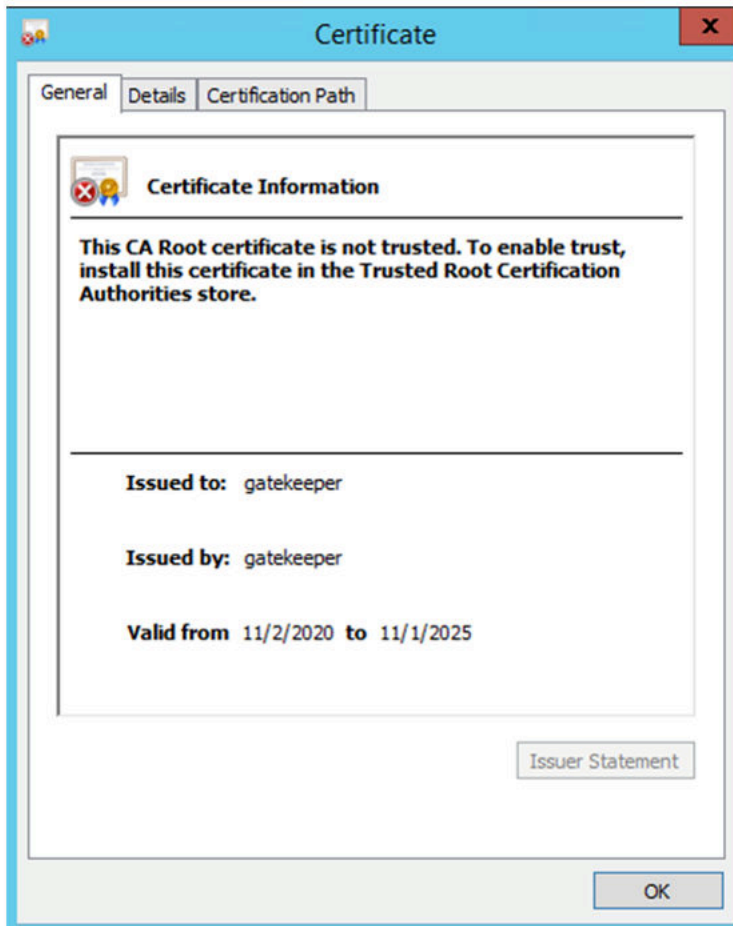 Certificate
X
General Details Certification Path
Certificate Information
This CA Root certificate is not trusted. To enable trust,
install this certificate in the Trusted Root Certification
Authorities store.
Issued to: gatekeeper
Issued by: gatekeeper
Valid from 11/2/2020 to 11/1/2025
Issuer Statement
OK